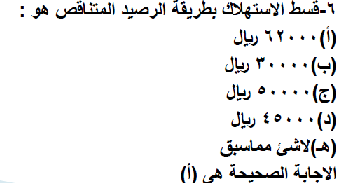 ٦-قسط الاستهلاك بطريقة الرصيد المتناقص هو :
(أ)٦٢٠٠٠ ريال
(ب)٣٠٠٠٠ ريال
(ج)٥٠٠٠٠ ريال
(د)٤٥٠٠٠ ريال
(هـ)لاشئ مماسبق
الاجابة الصحيحة هى (أ)